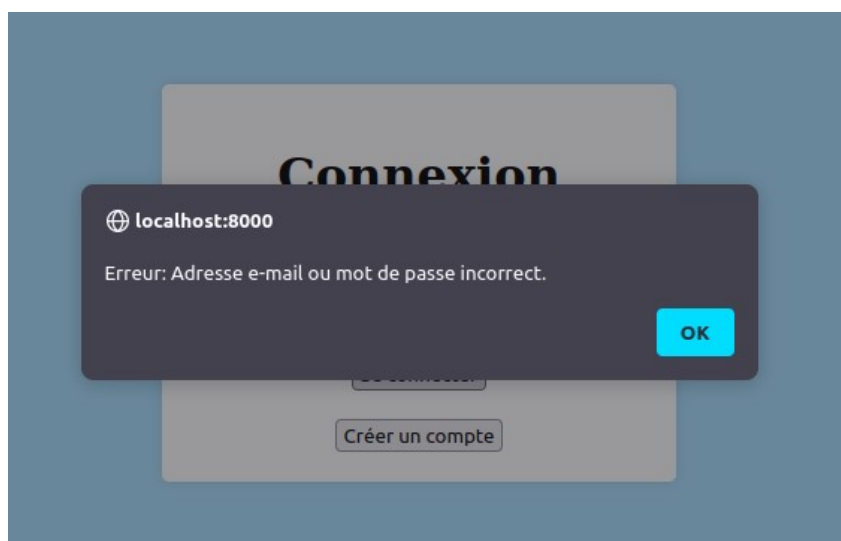 Connexion
localhost:8000
Erreur: Adresse e-mail ou mot de passe incorrect.
OK
Créer un compte